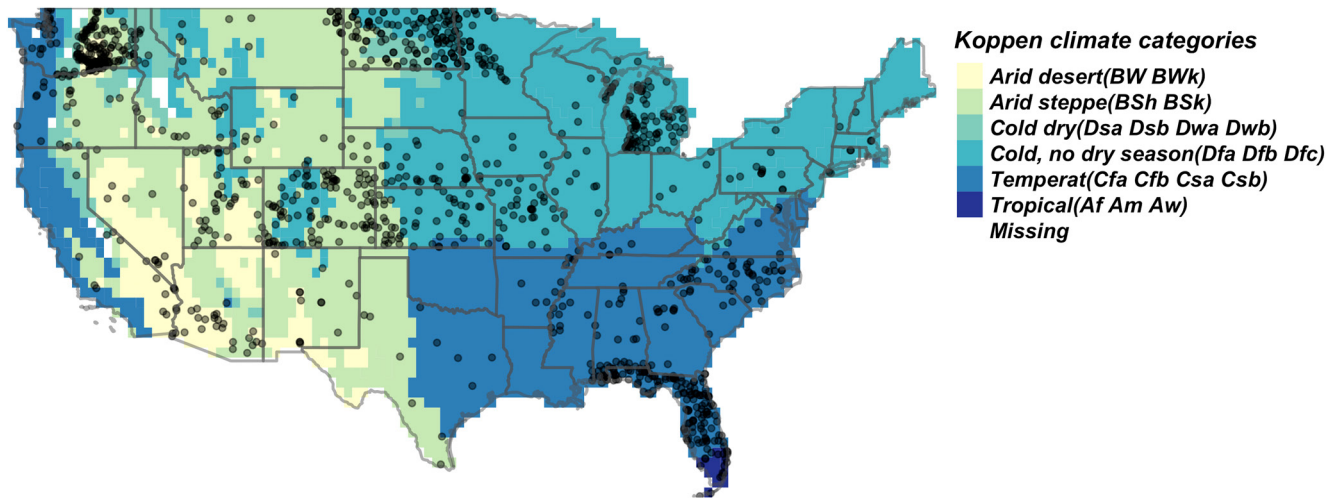 Koppen climate categories
Arid desert(BW BWk)
Arid steppe(BSh BSk)
Cold dry(Dsa Dsb Dwa Dwb)
Cold, no dry season(Dfa Dfb Dfc)
Temperat(Cfa Cfb Csa Csb)
Tropical(Af Am Aw)
Missing